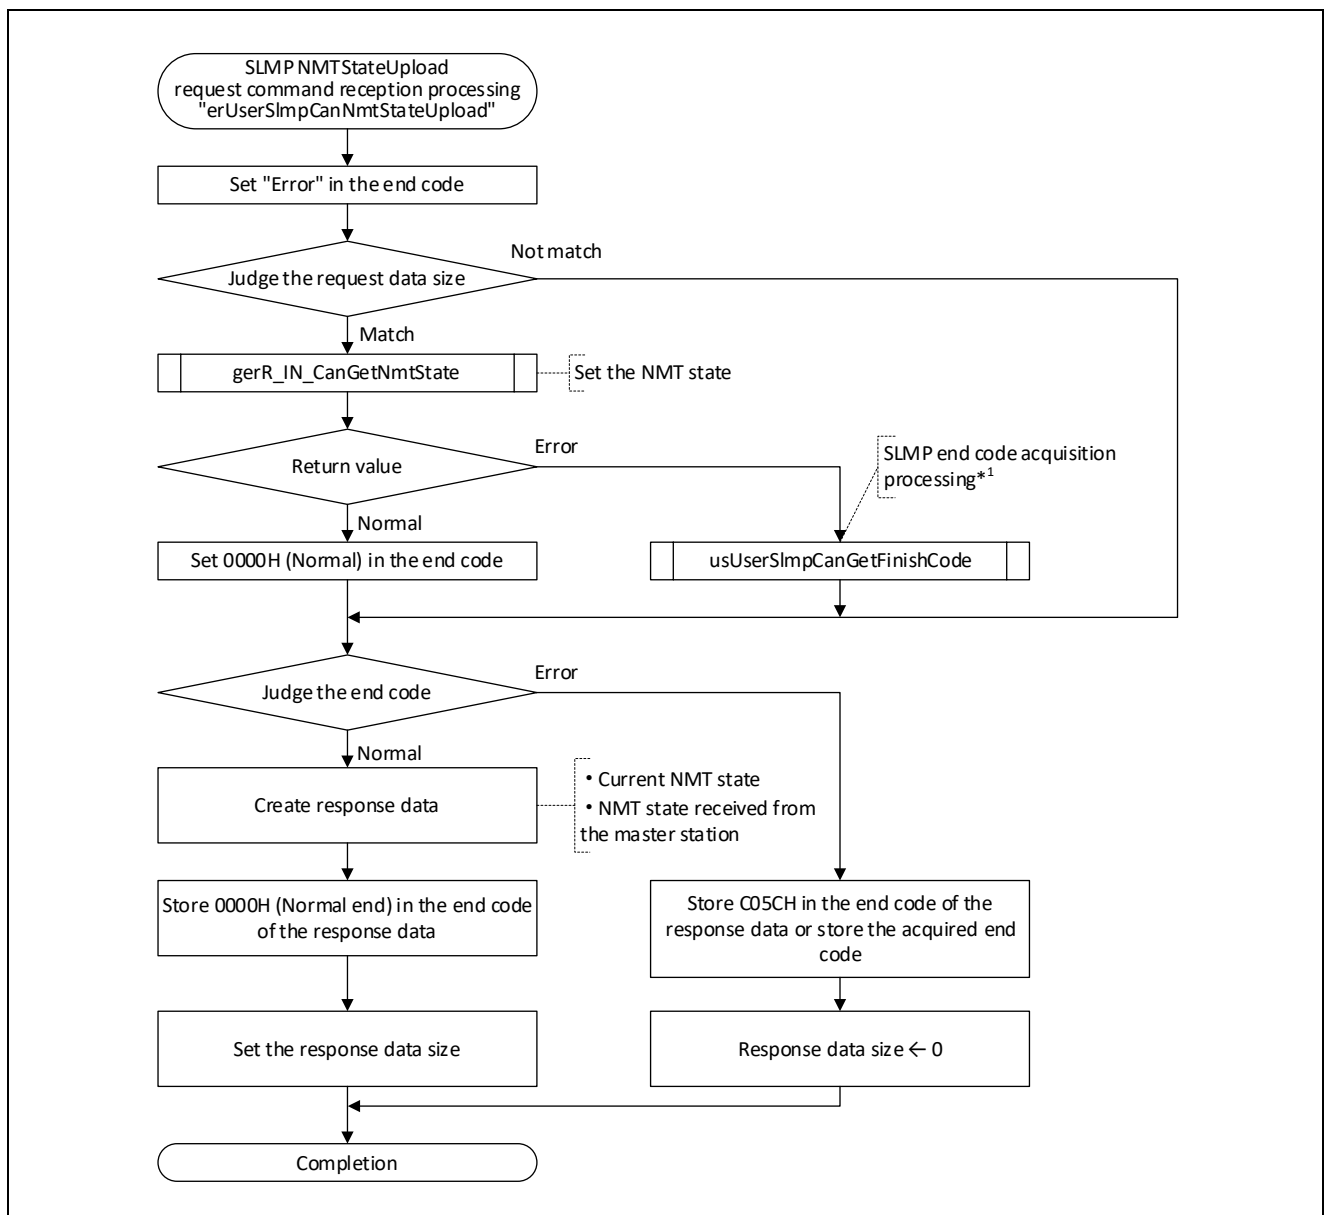 SLMP NMTStateUpload
request command reception processing
"erUserSlmpCanNmtStateUpload"
Set "Error" in the end code
Not match
Judge the request data size
Match
gerR_IN_CanGetNmtState
Set the NMT state
Error
SLMP end code acquisition
processing*1
Return value
Normal
Set 0000H (Normal) in the end code
usUserSlmpCanGetFinishCode
Error
Judge the end code
Normal
Create response data
• Current NMT state
• NMT state received from
the master station
Store 0000H (Normal end) in the end code
of the response data
Store C05CH in the end code of the
response data or store the acquired end
code
Set the response data size
Response data size ← 0
Completion